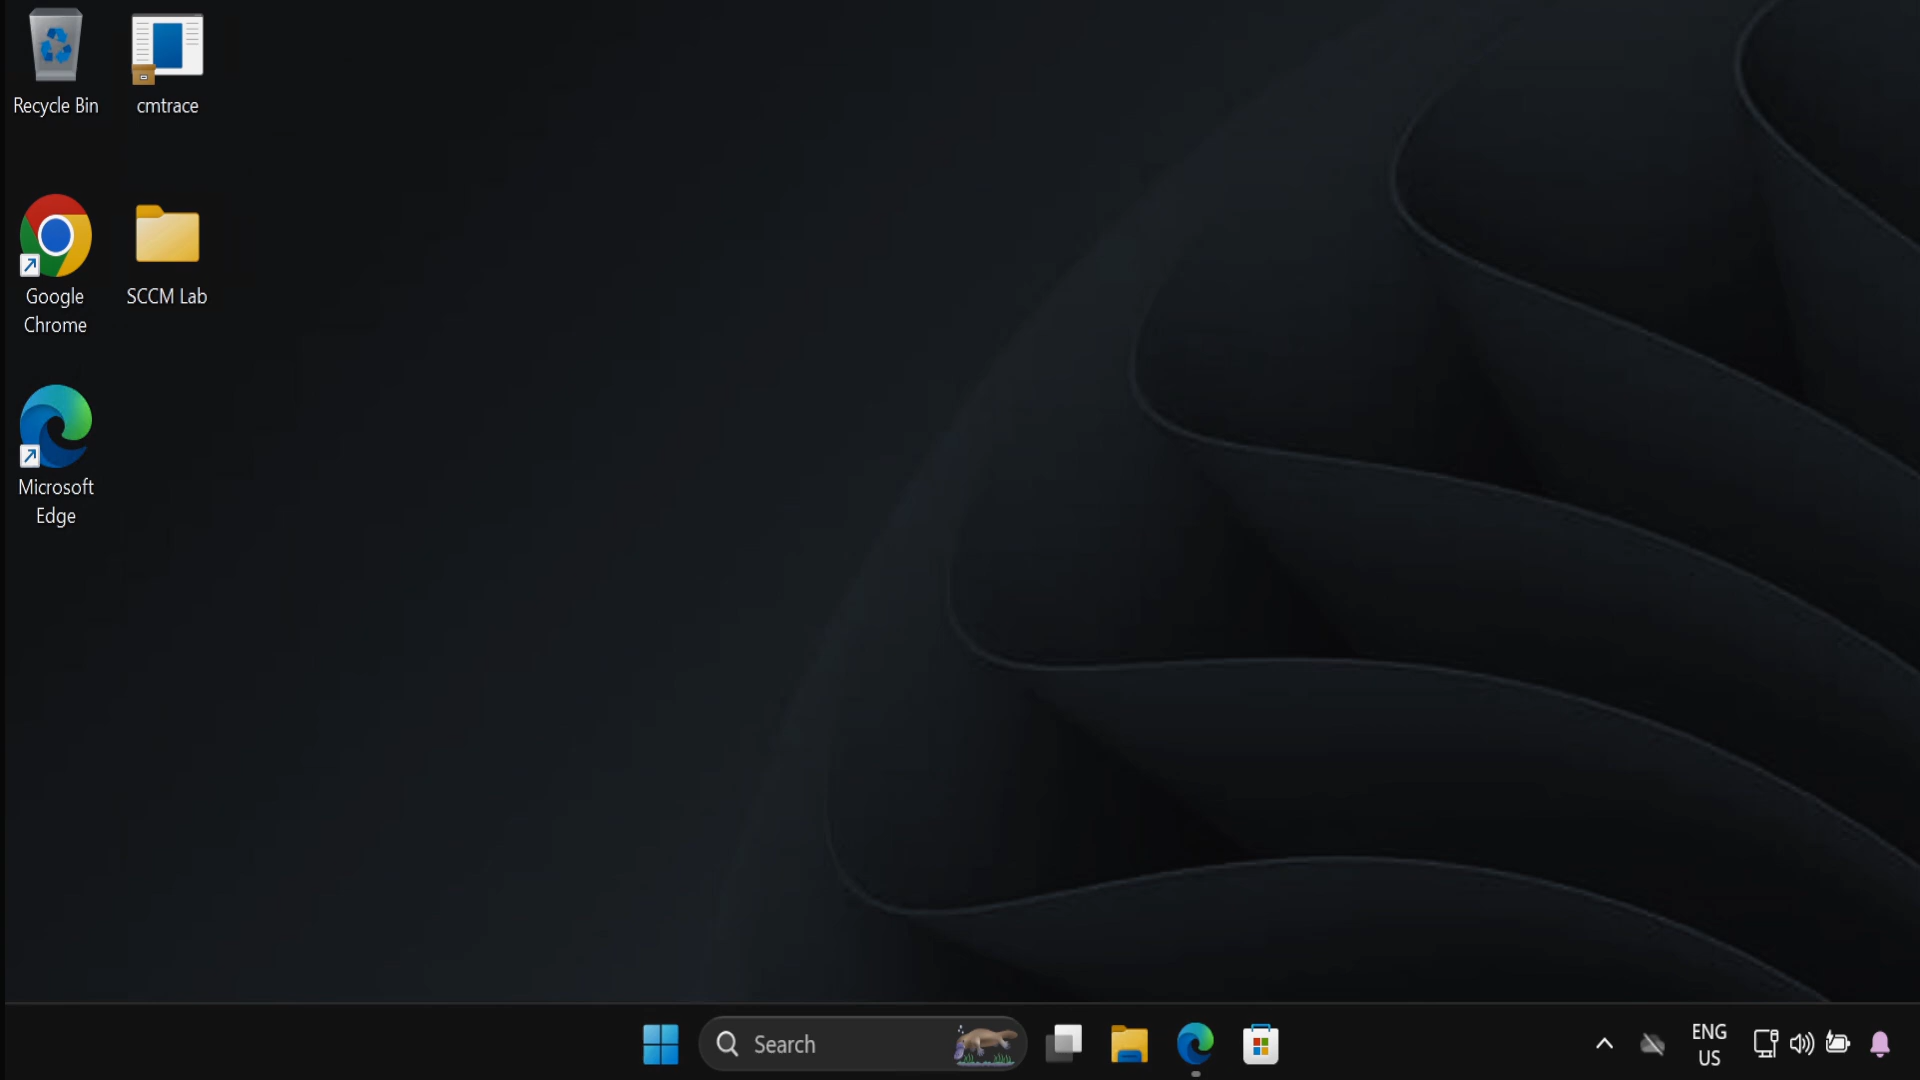 Recycle Bin
cmtrace
Google
Chrome
SCCM Lab
Microsoft
Edge
Search
ENG
US